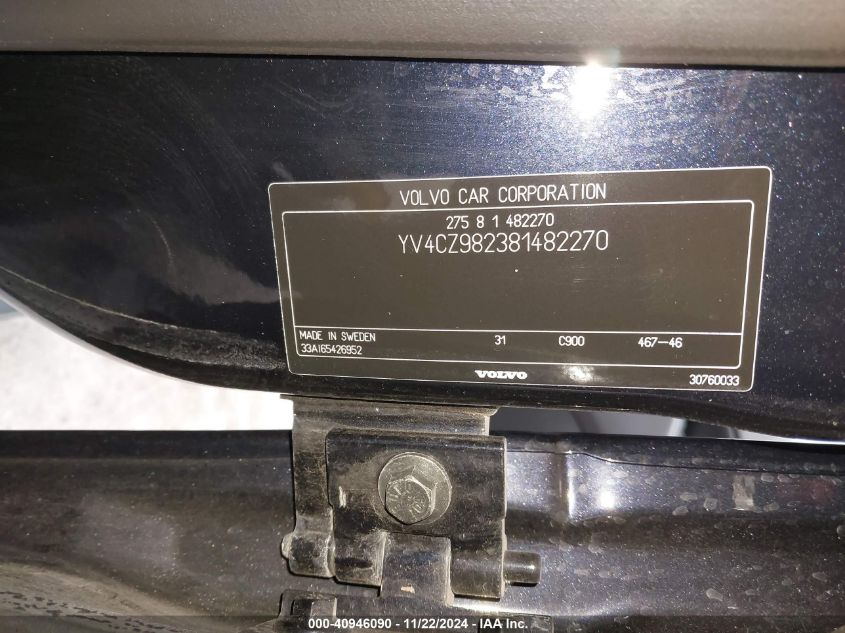 VOLVO CAR CORPORATION
275 8 1 482270
YV4CZ982381482270
MADE IN SWEDEN 31 C900 467-46
33AI65426952
VOLVO 30760033
000-40946090 - 11/22/2024 - IAA Inc.